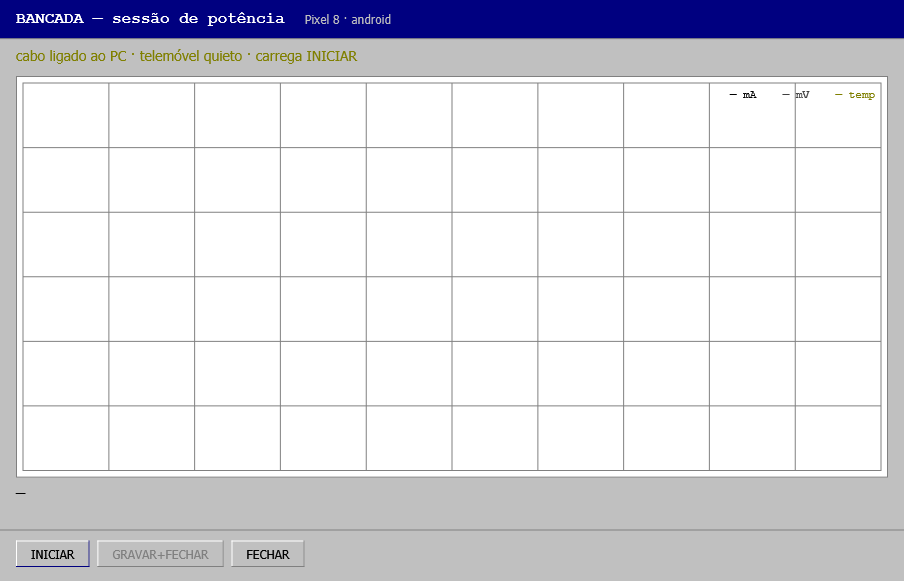 BANCADA — sessão de potência Pixel 8 · android
cabo ligado ao PC · telemóvel quieto · carrega INICIAR
— mA — mV — temp
—
INICIAR GRAVAR+FECHAR FECHAR